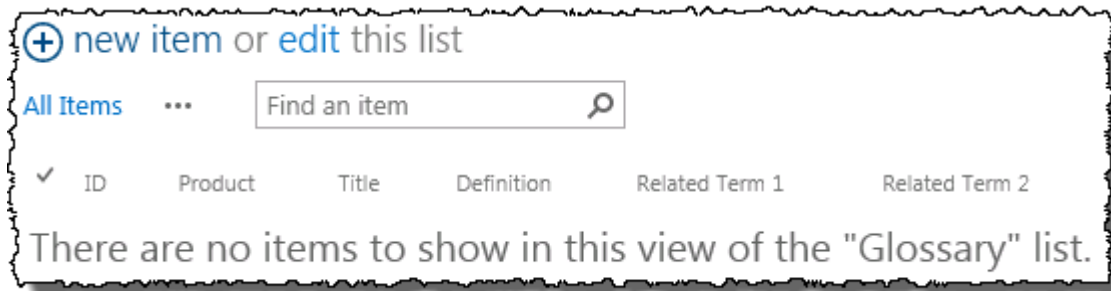 new item or edit this list
All Items ... Find an item
ID Product Title Definition Related Term 1 Related Term 2
There are no items to show in this view of the "Glossary" list.